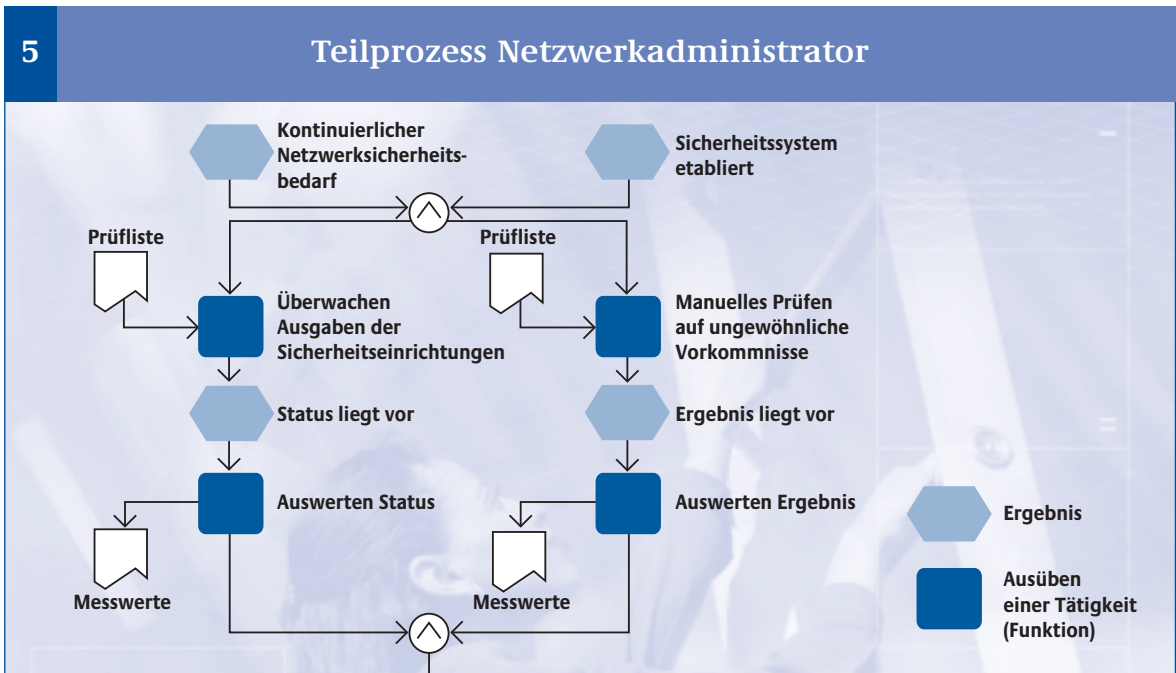 5
Teilprozess Netzwerkadministrator
Kontinuierlicher
Netzwerksicherheits-
bedarf
Sicherheitssystem
etabliert
Prüfliste
Prüfliste
Überwachen
Ausgaben der
Sicherheitseinrichtungen
Manuelles Prüfen
auf ungewöhnliche
Vorkommnisse
Status liegt vor
Ergebnis liegt vor
Auswerten Status
Auswerten Ergebnis
Messwerte
Messwerte
Ergebnis
Ausüben
einer Tätigkeit
(Funktion)